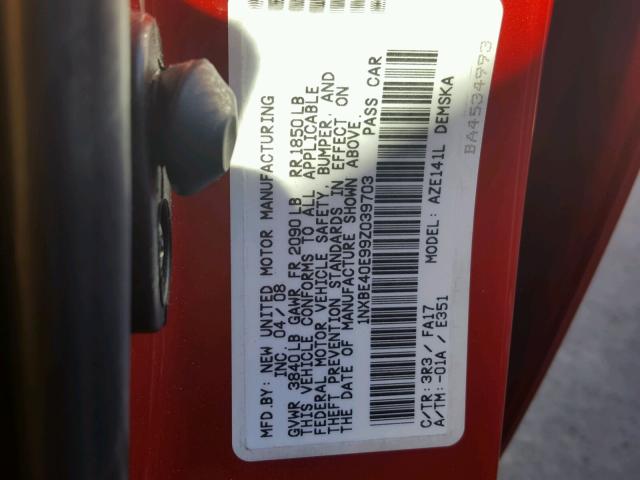 MFD.BY: NEW UNITED MOTOR MANUFACTURING
INC. 04/08
GVWR 3840LB GAWR FR 2090LB RR 1850LB
THIS VEHICLE CONFORMS TO ALL APPLICABLE
FEDERAL MOTOR VEHICLE SAFETY, BUMPER, AND
THEFT PREVENTION STANDARDS IN EFFECT ON
THE DATE OF MANUFACTURE SHOWN ABOVE.
1NXBE40E99Z039703 PASS CAR
C/TR: 3R3 / FA17 MODEL: AZE141L DEMSKA
A/TM: -01A / E351
BA4534993